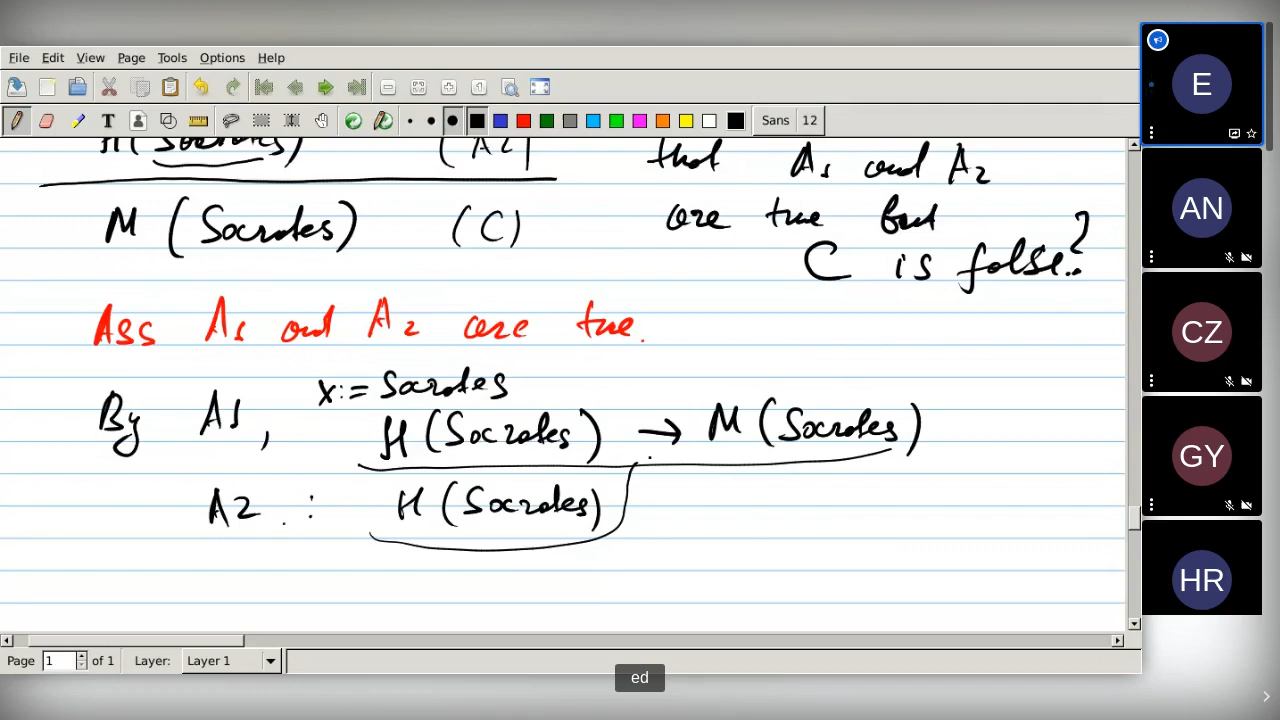 File Edit View Page Tools Options Help
Sans 12
H(Socrates) (A2)
M (Socrates) (C)
that A1 and A2
are true but
C is false?
Ass A1 and A2 are true.
By A1, x:= Socrates
H(Socrates) → M(Socrates)
A2 : H(Socrates)
Page 1 of 1 Layer: Layer 1
ed
E
AN
CZ
GY
HR